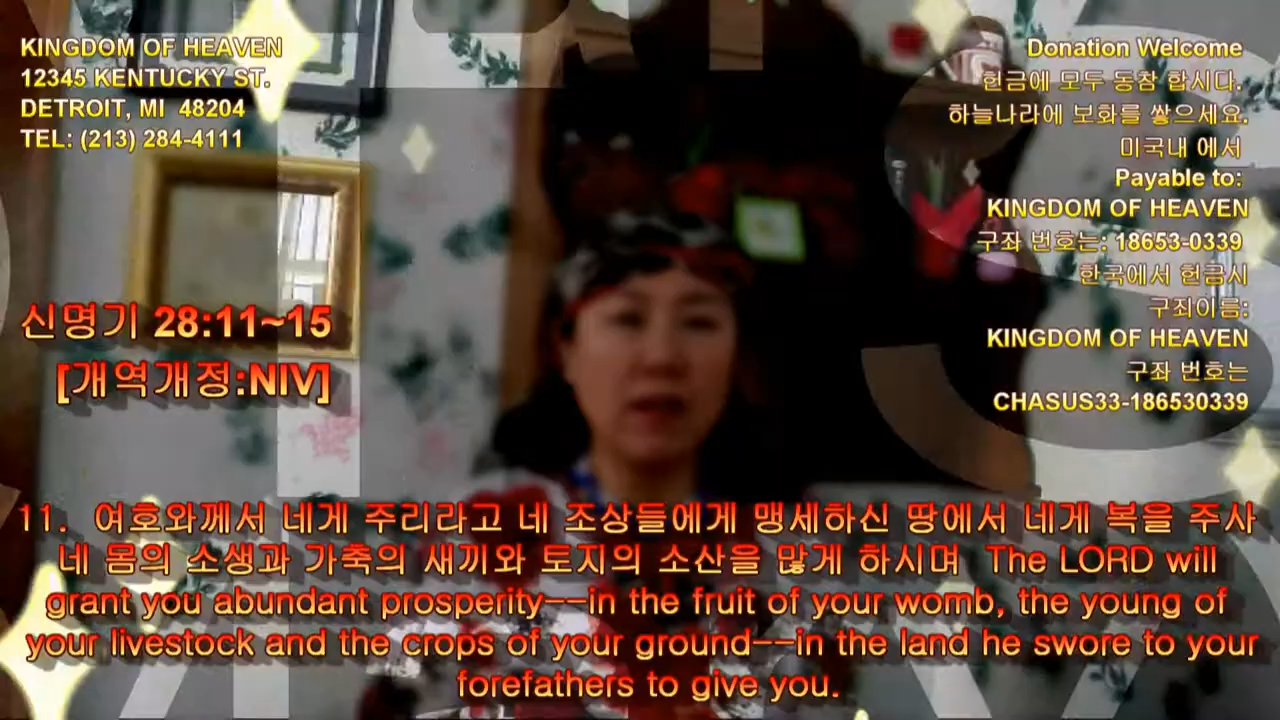 KINGDOM OF HEAVEN
12345 KENTUCKY ST.
DETROIT, MI 48204
TEL: (213) 284-4111
Donation Welcome
헌금에 모두 동참 합시다.
하늘나라에 보화를 쌓으세요.
미국내 에서
Payable to:
KINGDOM OF HEAVEN
구좌 번호는: 18653-0339
한국에서 헌금시
구죄이름:
KINGDOM OF HEAVEN
구좌 번호는
CHASUS33-186530339
신명기 28:11~15
[개역개정:NIV]
11. 여호와께서 네게 주리라고 네 조상들에게 맹세하신 땅에서 네게 복을 주사
네 몸의 소생과 가축의 새끼와 토지의 소산을 많게 하시며 The LORD will
grant you abundant prosperity--in the fruit of your womb, the young of
your livestock and the crops of your ground--in the land he swore to your
forefathers to give you.